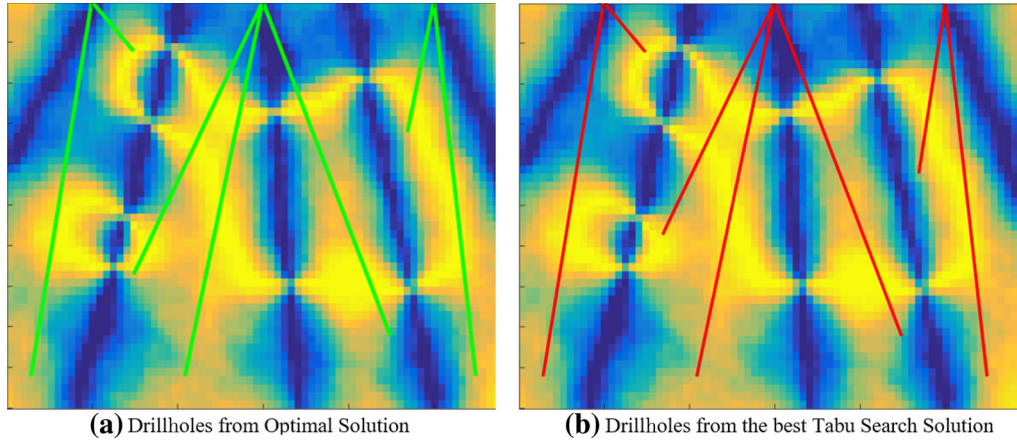 (a) Drillholes from Optimal Solution
(b) Drillholes from the best Tabu Search Solution